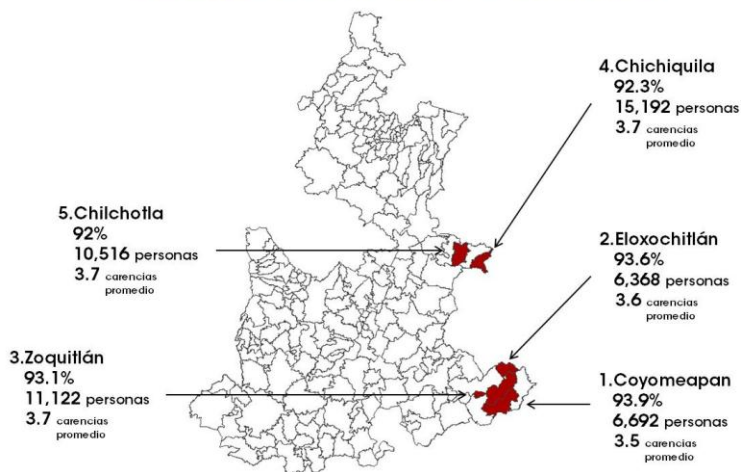 4.Chichiquila
92.3%
15,192 personas
3.7 carencias
promedio
5.Chilchotla
92%
10,516 personas
3.7 carencias
promedio
2.Eloxochitlán
93.6%
6,368 personas
3.6 carencias
promedio
3.Zoquitlán
93.1%
11,122 personas
3.7 carencias
promedio
1.Coyomeapan
93.9%
6,692 personas
3.5 carencias
promedio